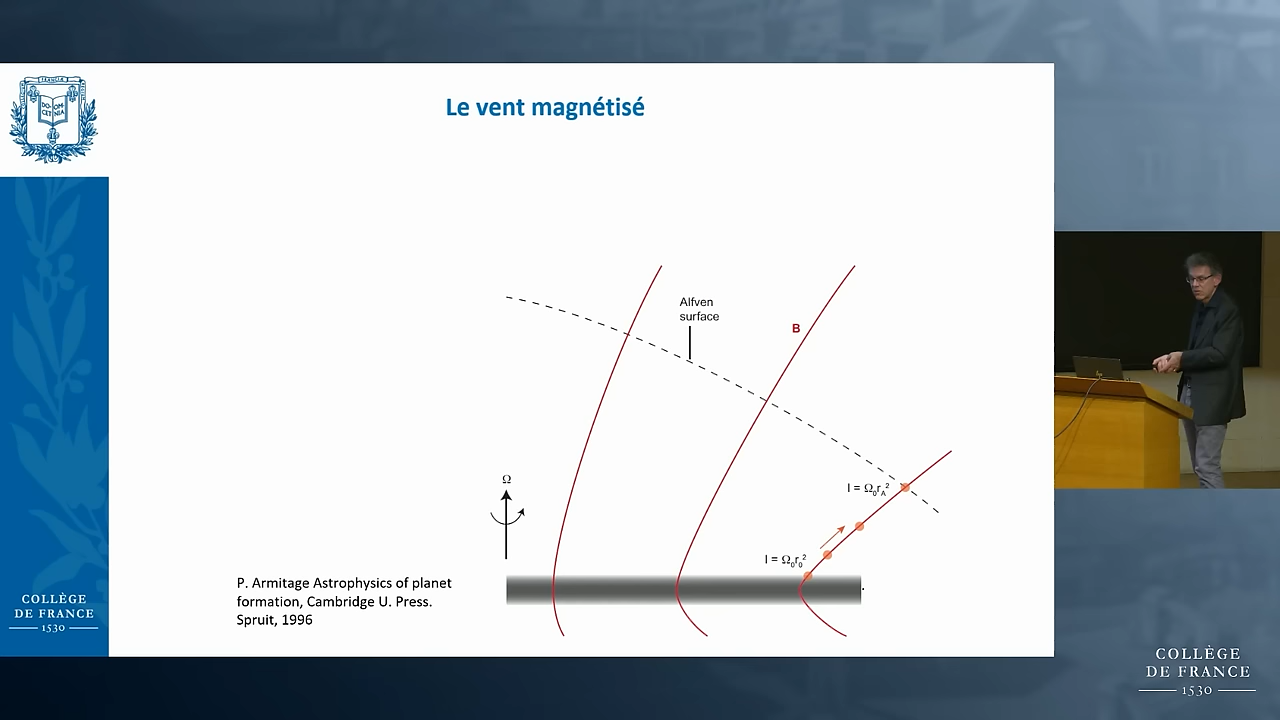 Le vent magnétisé
Alfven
surface
B
l = Ω₀r_A²
Ω
l = Ω₀r₀²
P. Armitage Astrophysics of planet
formation, Cambridge U. Press.
Spruit, 1996
COLLÈGE
DE FRANCE
1530
COLLÈGE
DE FRANCE
1530